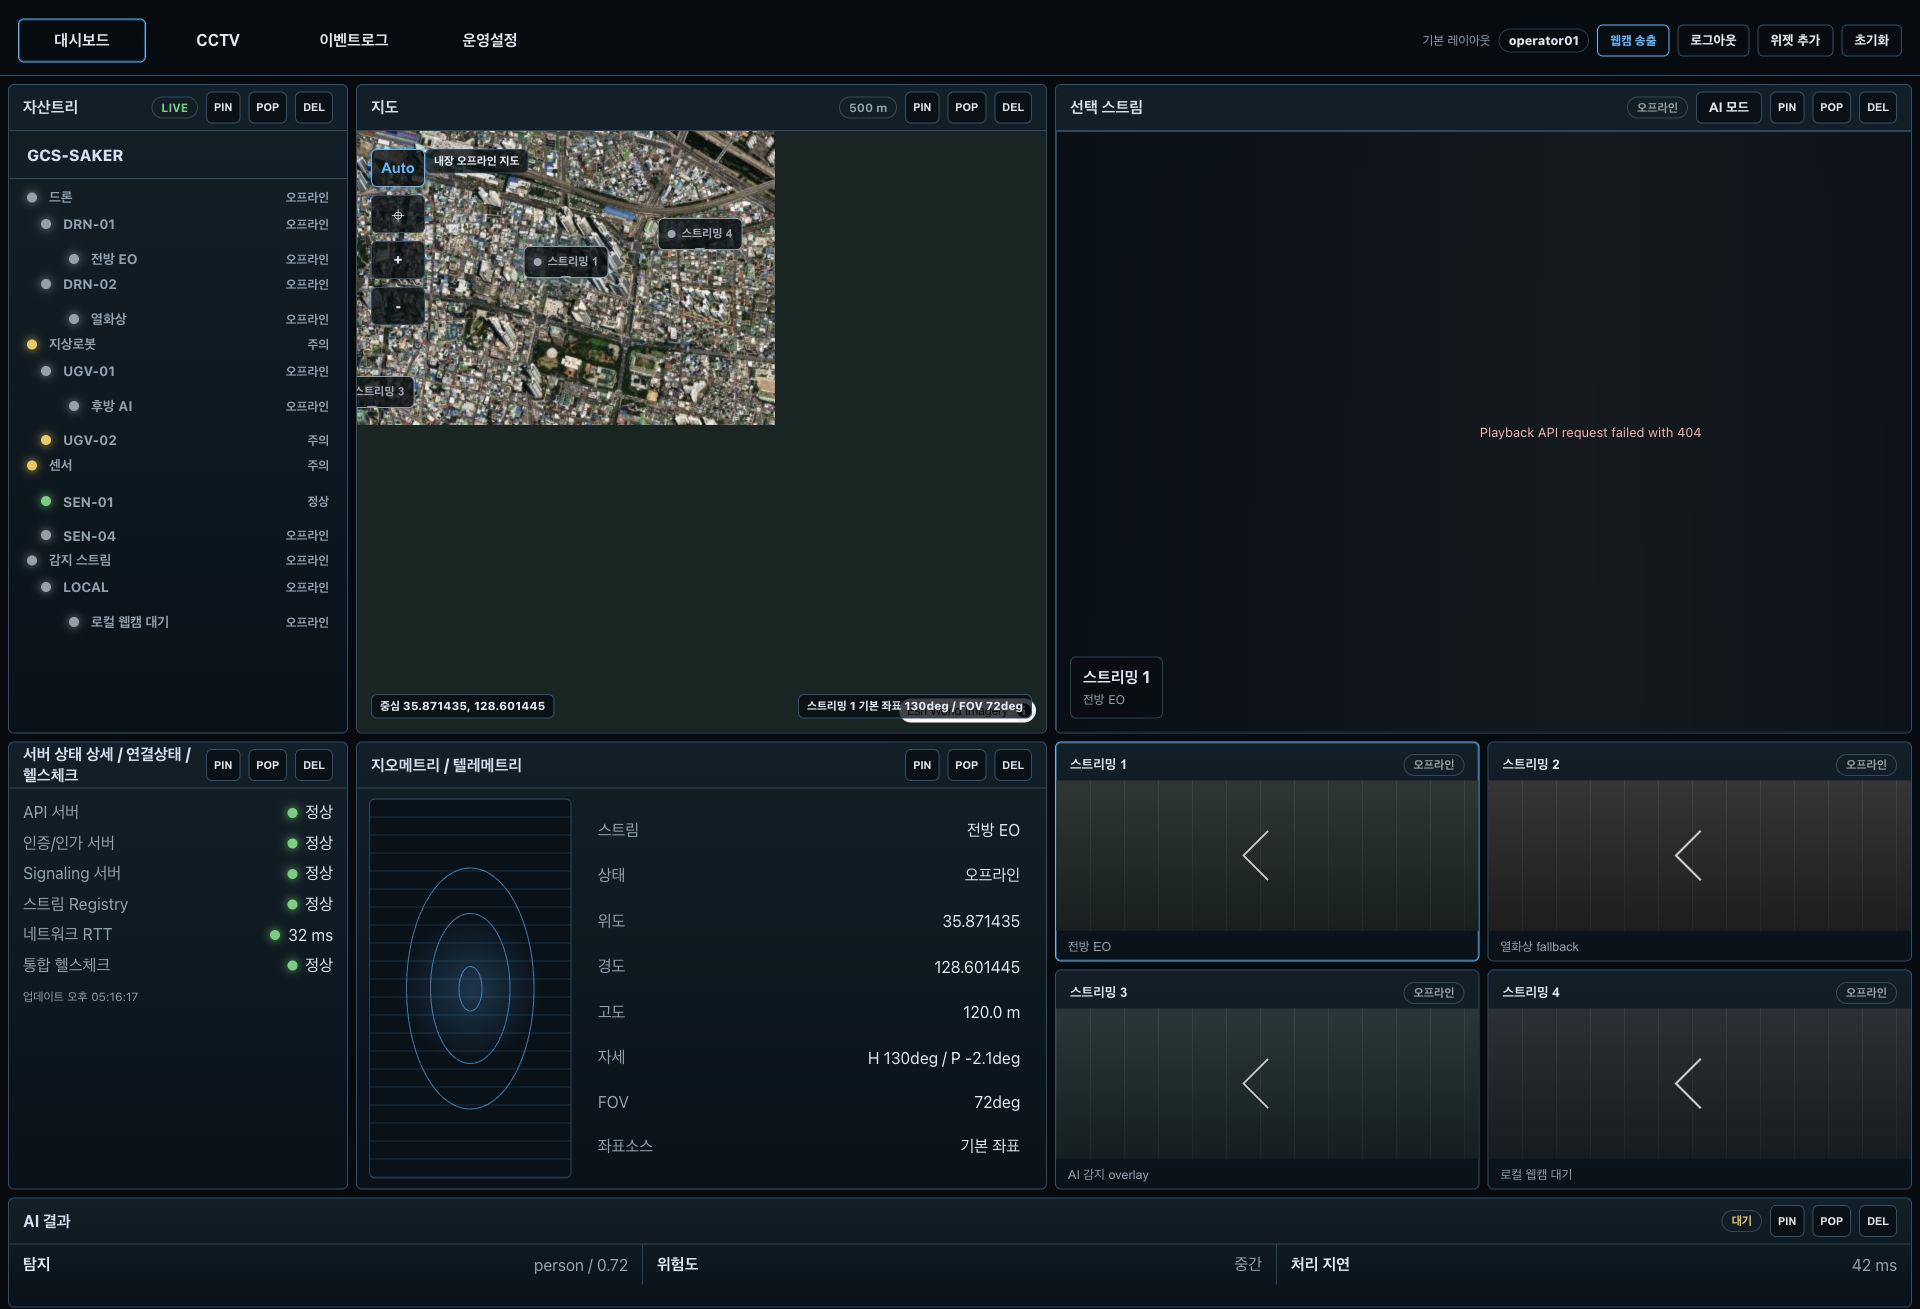 대시보드
CCTV
이벤트로그
운영설정
기본 레이아웃
operator01
웹캠 송출
로그아웃
위젯 추가
초기화
자산트리
LIVE
PIN
POP
DEL
GCS-SAKER
드론 오프라인
DRN-01 오프라인
전방 EO 오프라인
DRN-02 오프라인
열화상 오프라인
지상로봇 주의
UGV-01 오프라인
후방 AI 오프라인
UGV-02 주의
센서 주의
SEN-01 정상
SEN-04 오프라인
감지 스트림 오프라인
LOCAL 오프라인
로컬 웹캠 대기 오프라인
지도
500 m
PIN
POP
DEL
Auto
내장 오프라인 지도
+
-
스트리밍 4
스트리밍 1
스트리밍 3
중심 35.871435, 128.601445
스트리밍 1 기본 좌표 130deg / FOV 72deg
선택 스트림
오프라인
AI 모드
PIN
POP
DEL
Playback API request failed with 404
스트리밍 1
전방 EO
서버 상태 상세 / 연결상태 /
헬스체크
PIN
POP
DEL
API 서버 정상
인증/인가 서버 정상
Signaling 서버 정상
스트림 Registry 정상
네트워크 RTT 32 ms
통합 헬스체크 정상
업데이트 오후 05:16:17
지오메트리 / 텔레메트리
PIN
POP
DEL
스트림 전방 EO
상태 오프라인
위도 35.871435
경도 128.601445
고도 120.0 m
자세 H 130deg / P -2.1deg
FOV 72deg
좌표소스 기본 좌표
스트리밍 1 오프라인
전방 EO
스트리밍 2 오프라인
열화상 fallback
스트리밍 3 오프라인
AI 감지 overlay
스트리밍 4 오프라인
로컬 웹캠 대기
AI 결과
대기
PIN
POP
DEL
탐지 person / 0.72
위험도 중간
처리 지연 42 ms